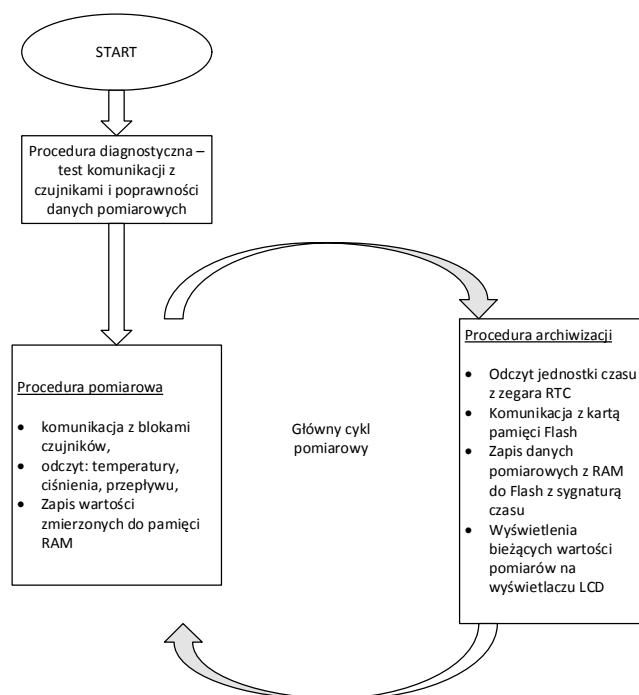 START
Procedura diagnostyczna –
test komunikacji z
czujnikami i poprawności
danych pomiarowych
Procedura pomiarowa
• komunikacja z blokami
czujników,
• odczyt: temperatury,
ciśnienia, przepływu,
• Zapis wartości
zmierzonych do pamięci
RAM
Główny cykl
pomiarowy
Procedura archiwizacji
• Odczyt jednostki czasu
z zegara RTC
• Komunikacja z kartą
pamięci Flash
• Zapis danych
pomiarowych z RAM
do Flash z sygnaturą
czasu
• Wyświetlenia
bieżących wartości
pomiarów na
wyświetlaczu LCD